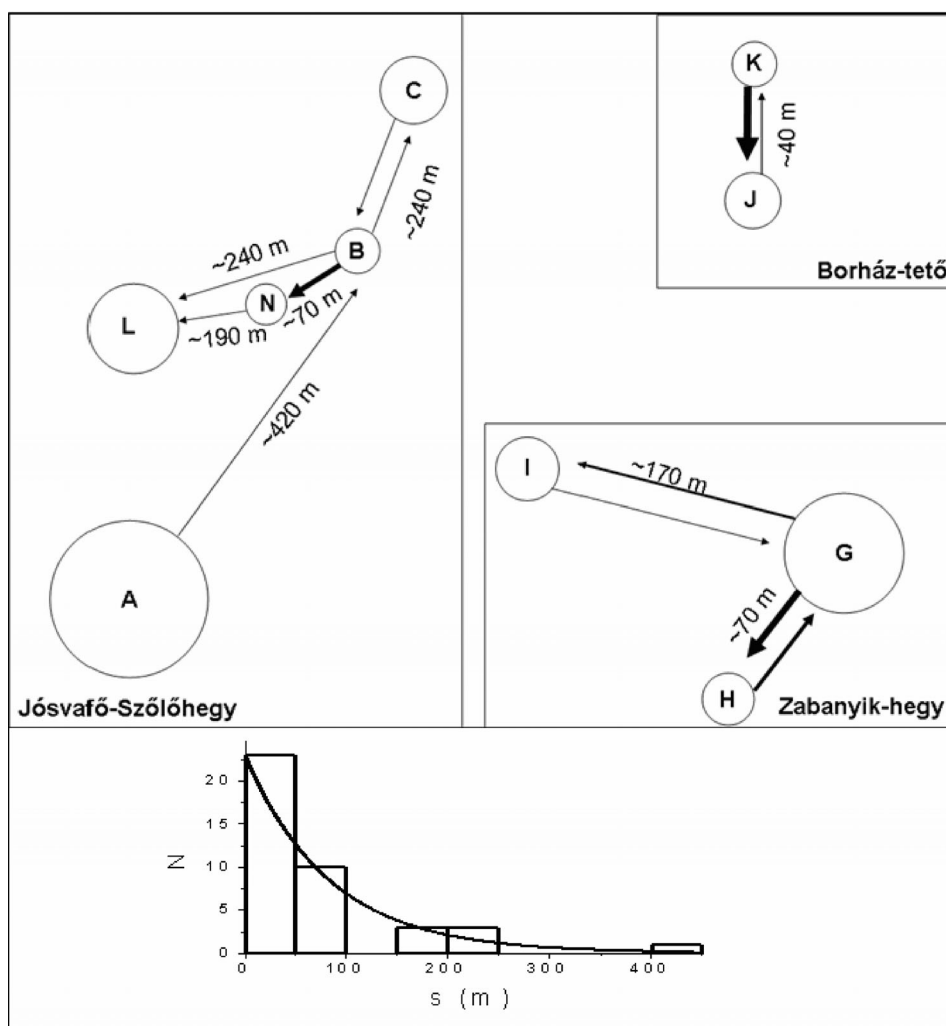 C
~240 m
B
~240 m
N
~70 m
L
~190 m
~420 m
A
Jósvafő-Szőlőhegy
K
~40 m
J
Borház-tető
I
~170 m
G
~70 m
H
Zabanyik-hegy
N
20
15
10
5
0
0 100 200 300 400
s (m)